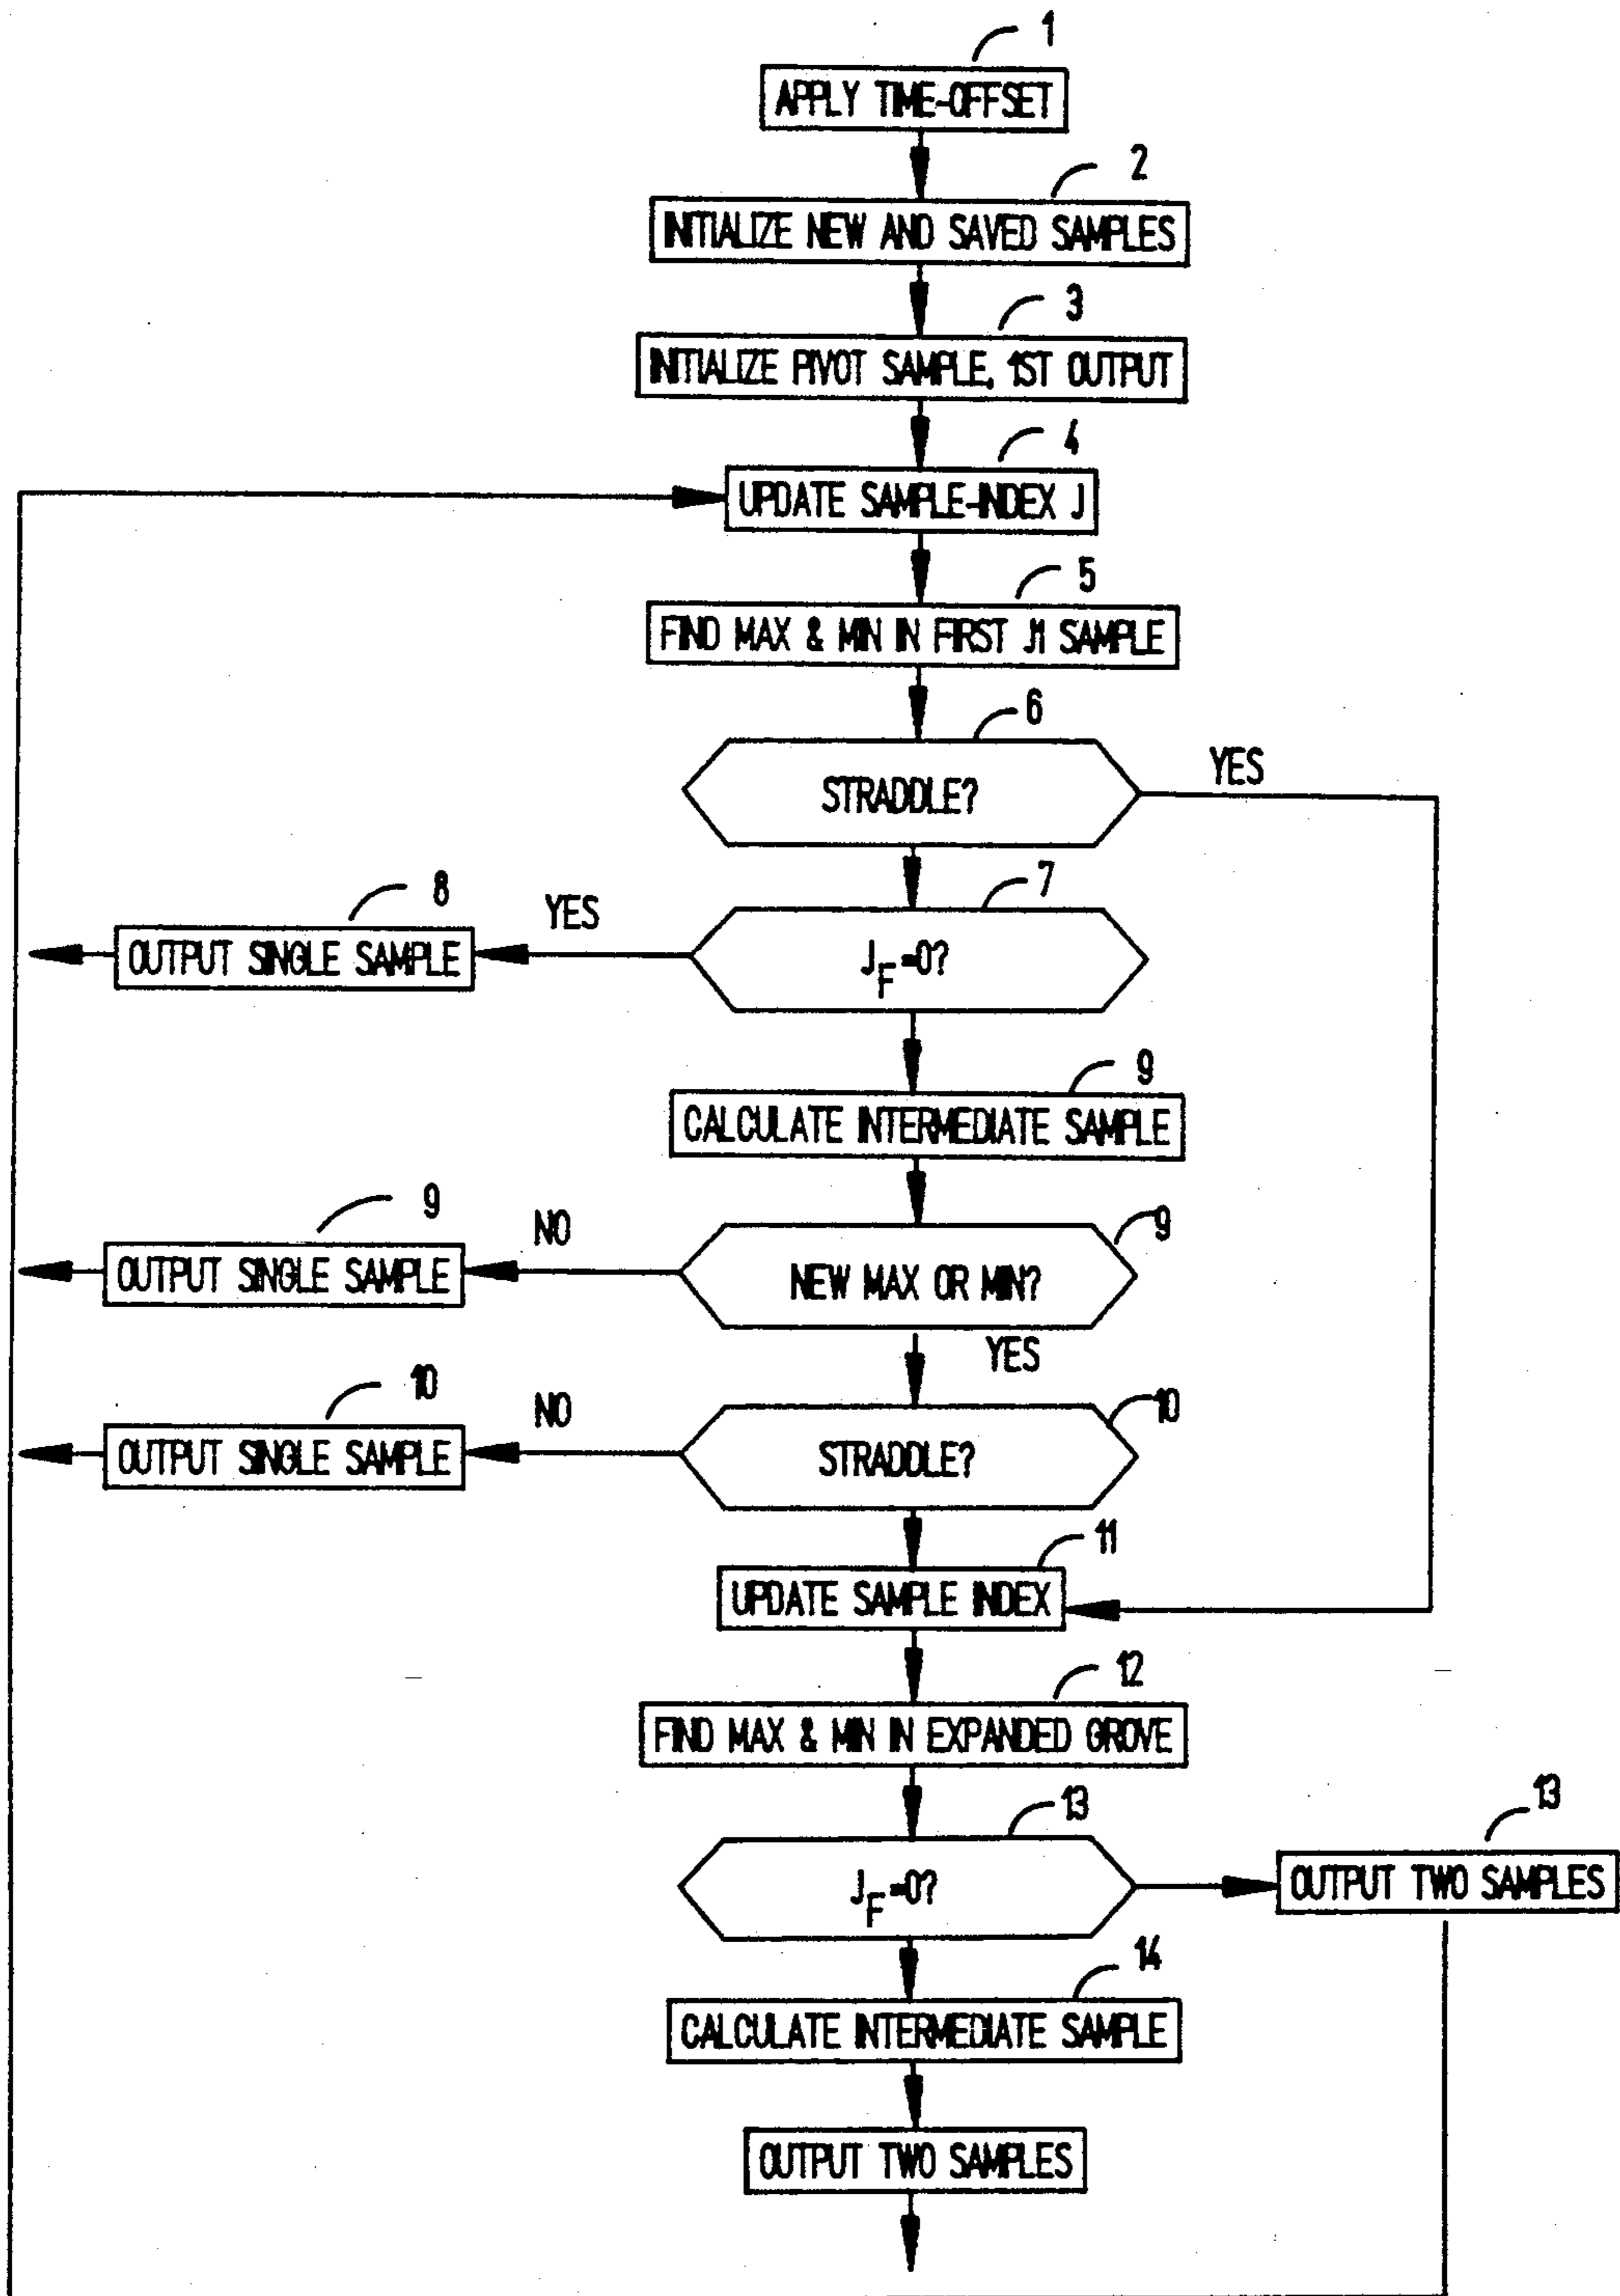 1
APPLY TIME-OFFSET
2
INITIALIZE NEW AND SAVED SAMPLES
3
INITIALIZE PIVOT SAMPLE, 1ST OUTPUT
4
UPDATE SAMPLE-INDEX J
5
FIND MAX & MIN IN FIRST J1 SAMPLE
6
STRADDLE?
YES
7
J_F=0?
YES
8
OUTPUT SINGLE SAMPLE
9
CALCULATE INTERMEDIATE SAMPLE
9
NEW MAX OR MIN?
NO
9
OUTPUT SINGLE SAMPLE
YES
10
STRADDLE?
NO
10
OUTPUT SINGLE SAMPLE
11
UPDATE SAMPLE INDEX
12
FIND MAX & MIN IN EXPANDED GROVE
13
J_F=0?
13
OUTPUT TWO SAMPLES
14
CALCULATE INTERMEDIATE SAMPLE
OUTPUT TWO SAMPLES